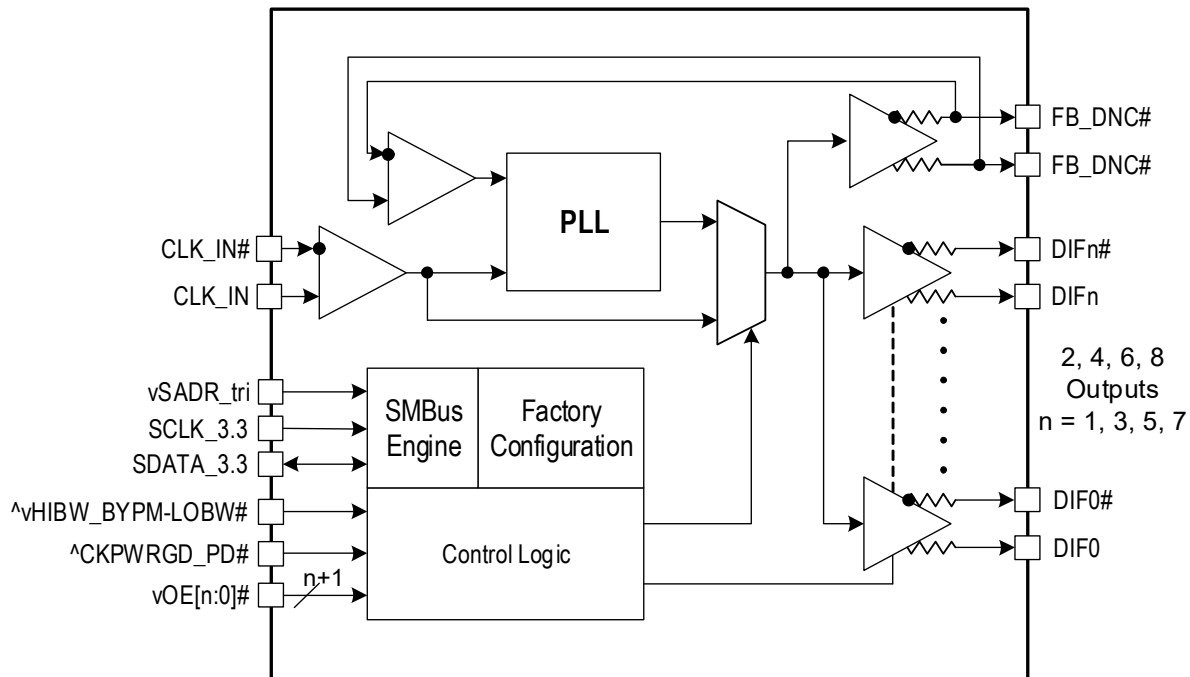 FB_DNC#
FB_DNC#
PLL
CLK_IN#
CLK_IN
DIFn#
DIFn
2, 4, 6, 8
Outputs
n = 1, 3, 5, 7
vSADR_tri
SCLK_3.3
SDATA_3.3
SMBus
Engine
Factory
Configuration
^vHIBW_BYPM-LOBW#
^CKPWRGD_PD#
vOE[n:0]#
n+1
Control Logic
DIF0#
DIF0